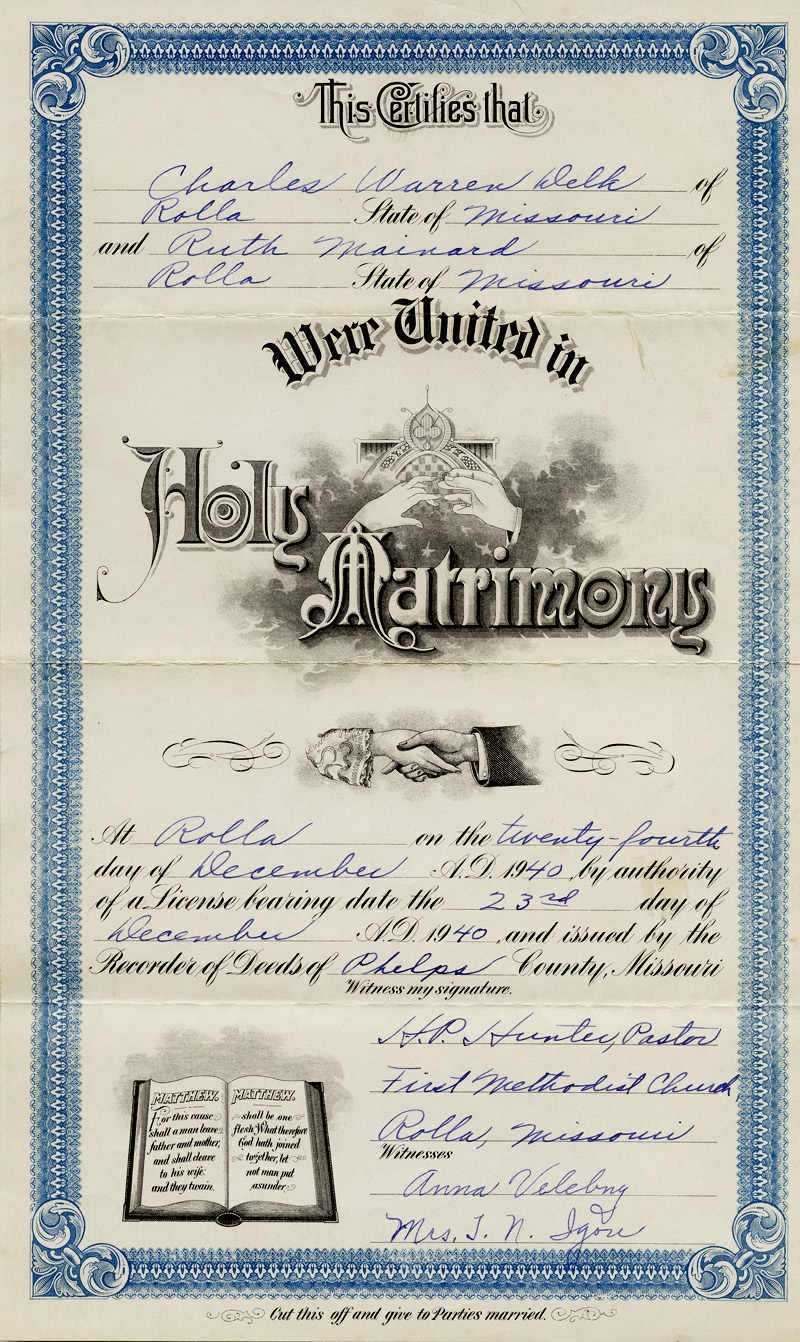 This Certifies that
Charles Warren Delk of
Rolla State of Missouri
and Ruth Mainard of
Rolla State of Missouri
Were United in
Holy
Matrimony
At Rolla on the twenty-fourth
day of December A.D. 1940, by authority
of a License bearing date the 23rd day of
December A.D. 1940, and issued by the
Recorder of Deeds of Phelps County, Missouri
Witness my signature.
H.P. Hunter, Pastor
First Methodist Church
Rolla, Missouri
Witnesses
Anna Velebny
Mrs. T. N. Igou
MATTHEW.
For this cause
shall a man leave
father and mother,
and shall cleave
to his wife:
and they twain.
MATTHEW.
shall be one
flesh, What therefore
God hath joined
together, let
not man put
asunder
Cut this off and give to Parties married.